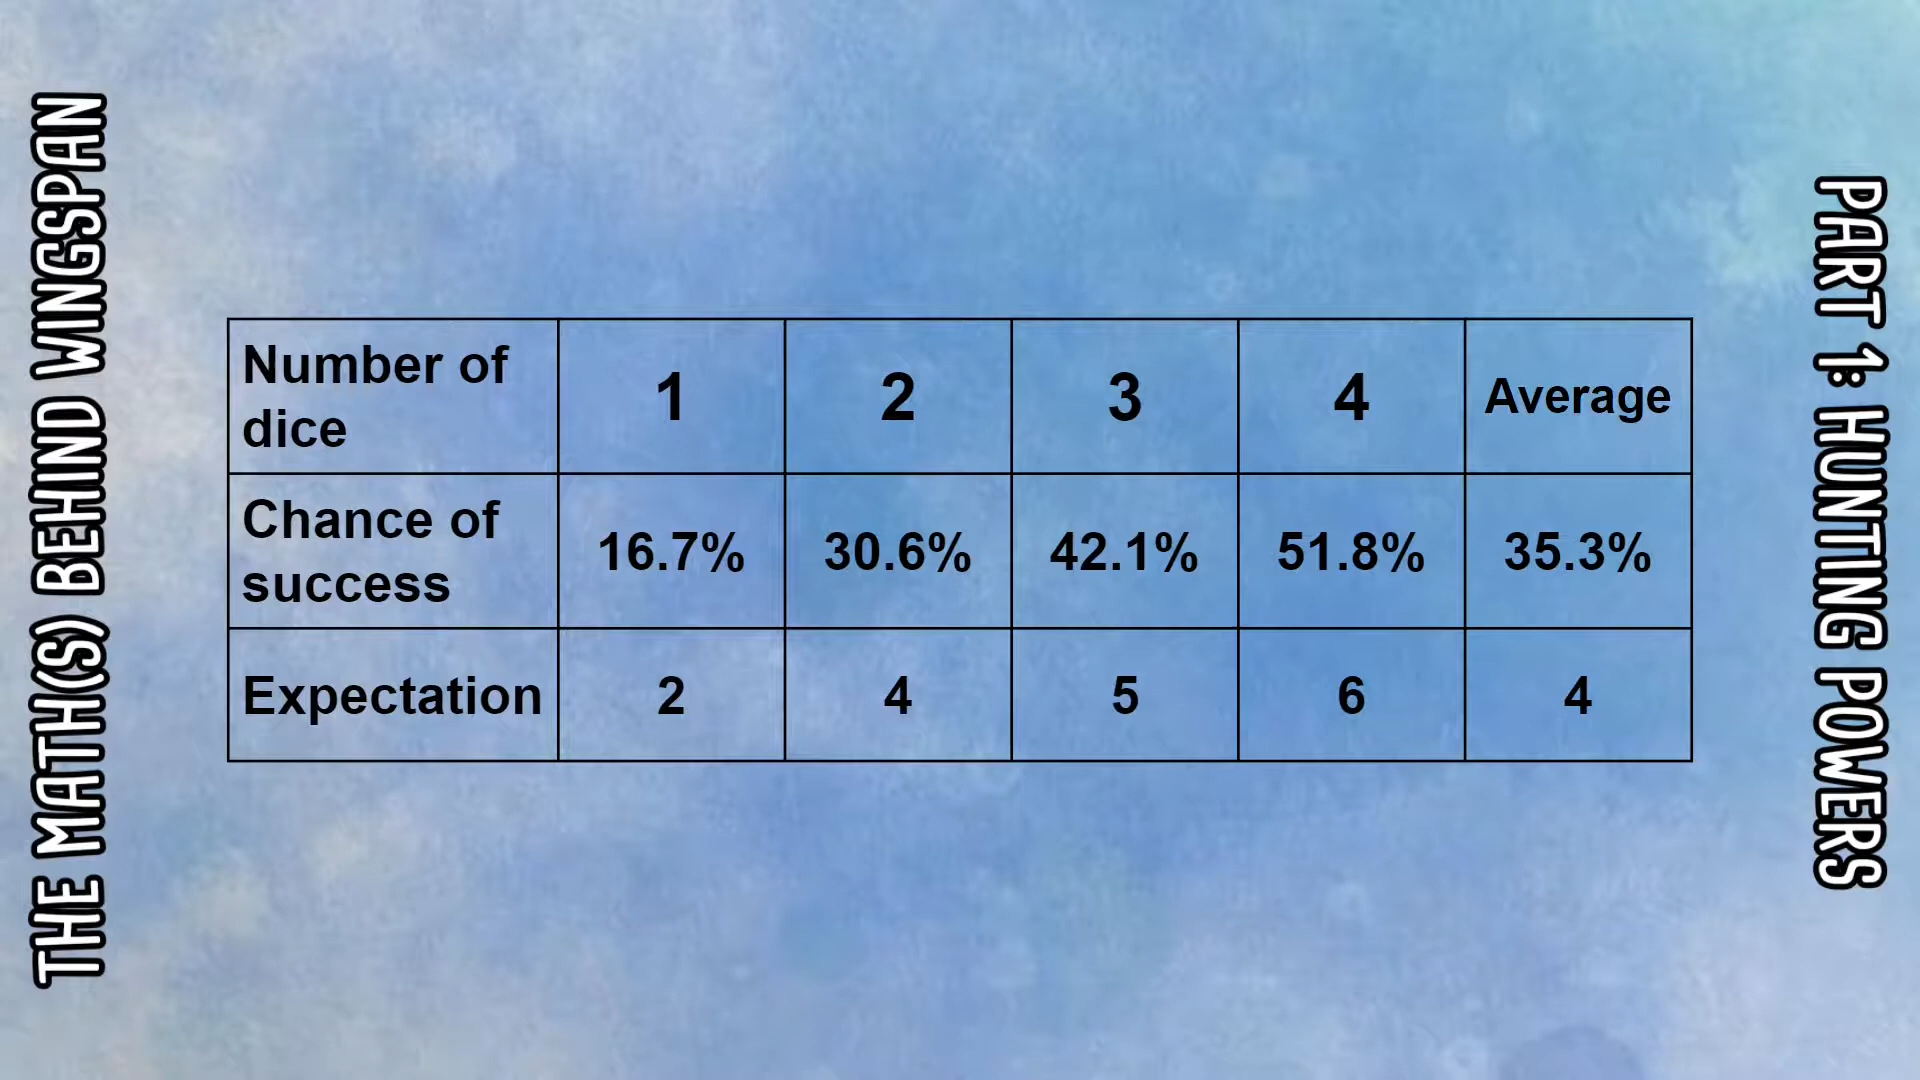 THE MATH(S) BEHIND WINGSPAN
Number of dice 1 2 3 4 Average
Chance of success 16.7% 30.6% 42.1% 51.8% 35.3%
Expectation 2 4 5 6 4
PART 1: HUNTING POWERS